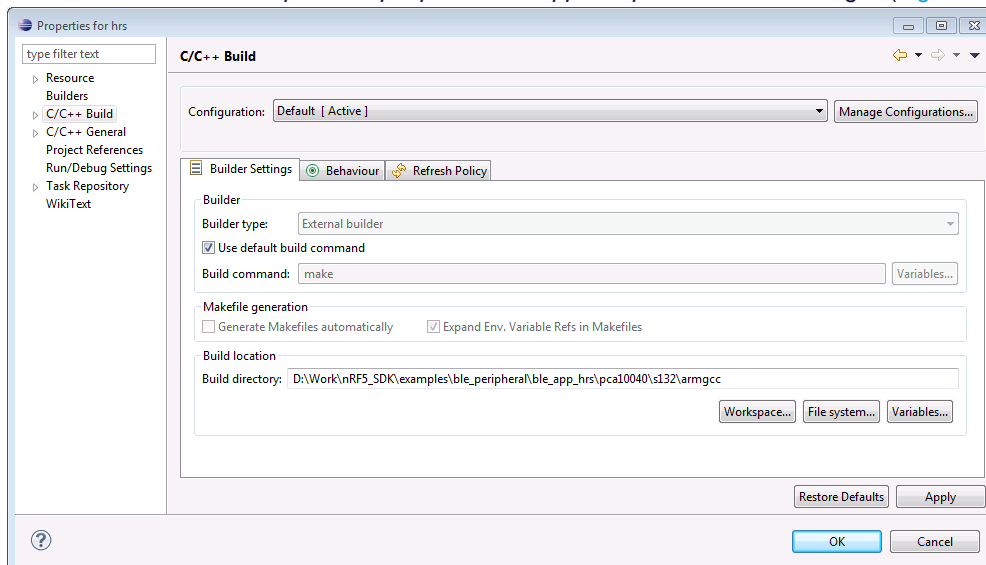 Properties for hrs
type filter text
C/C++ Build
Resource
Builders
C/C++ Build
C/C++ General
Project References
Run/Debug Settings
Task Repository
WikiText
Configuration: Default [ Active ] Manage Configurations...
Builder Settings Behaviour Refresh Policy
Builder
Builder type: External builder
Use default build command
Build command: make Variables...
Makefile generation
Generate Makefiles automatically Expand Env. Variable Refs in Makefiles
Build location
Build directory: D:\Work\nRF5_SDK\examples\ble_peripheral\ble_app_hrs\pca10040\s132\armgcc
Workspace... File system... Variables...
Restore Defaults Apply
? OK Cancel